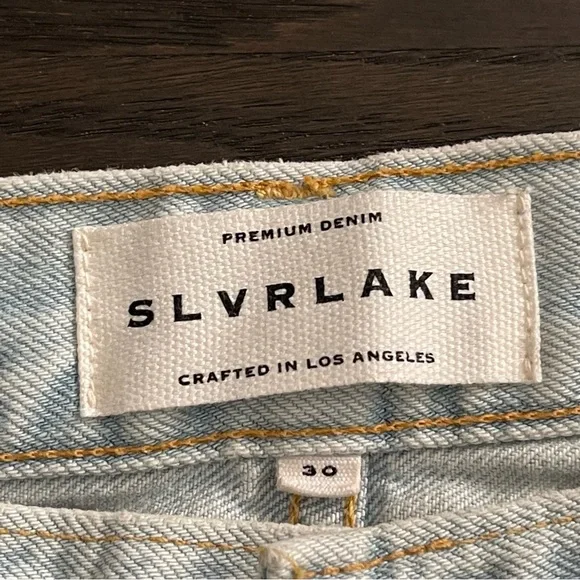 PREMIUM DENIM
SLVRLAKE
CRAFTED IN LOS ANGELES
30